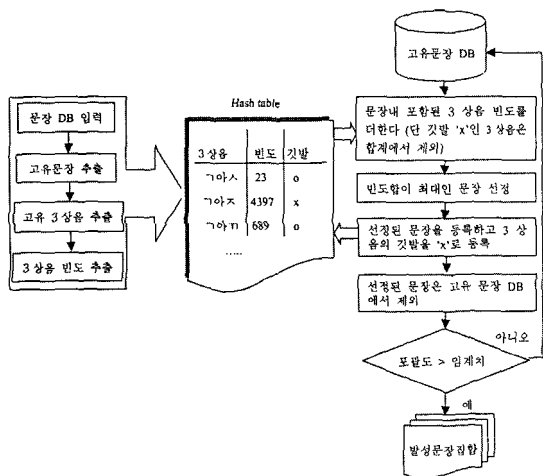 문장 DB 입력
고유문장 추출
고유 3 상음 추출
3 상음 빈도 추출
Hash table
3 상음 빈도 깃발
ㄱ아ㅅ 23 o
ㄱ아ㅈ 4397 x
ㄱ아ㄲ 689 o
.....
고유문장 DB
문장내 포함된 3 상음 빈도를
더한다 (단 깃발 'x'인 3 상음은
합계에서 제외)
빈도합이 최대인 문장 선정
선정된 문장을 등록하고 3 상
음의 깃발을 'x'로 등록
선정된 문장은 고유 문장 DB
에서 제외
아니오
포괄도 > 임계치
예
발성문장집합